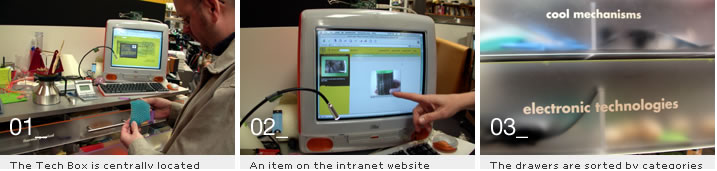 01_
The Tech Box is centrally located
02_
An item on the intranet website
cool mechanisms
electronic technologies
03_
The drawers are sorted by categories